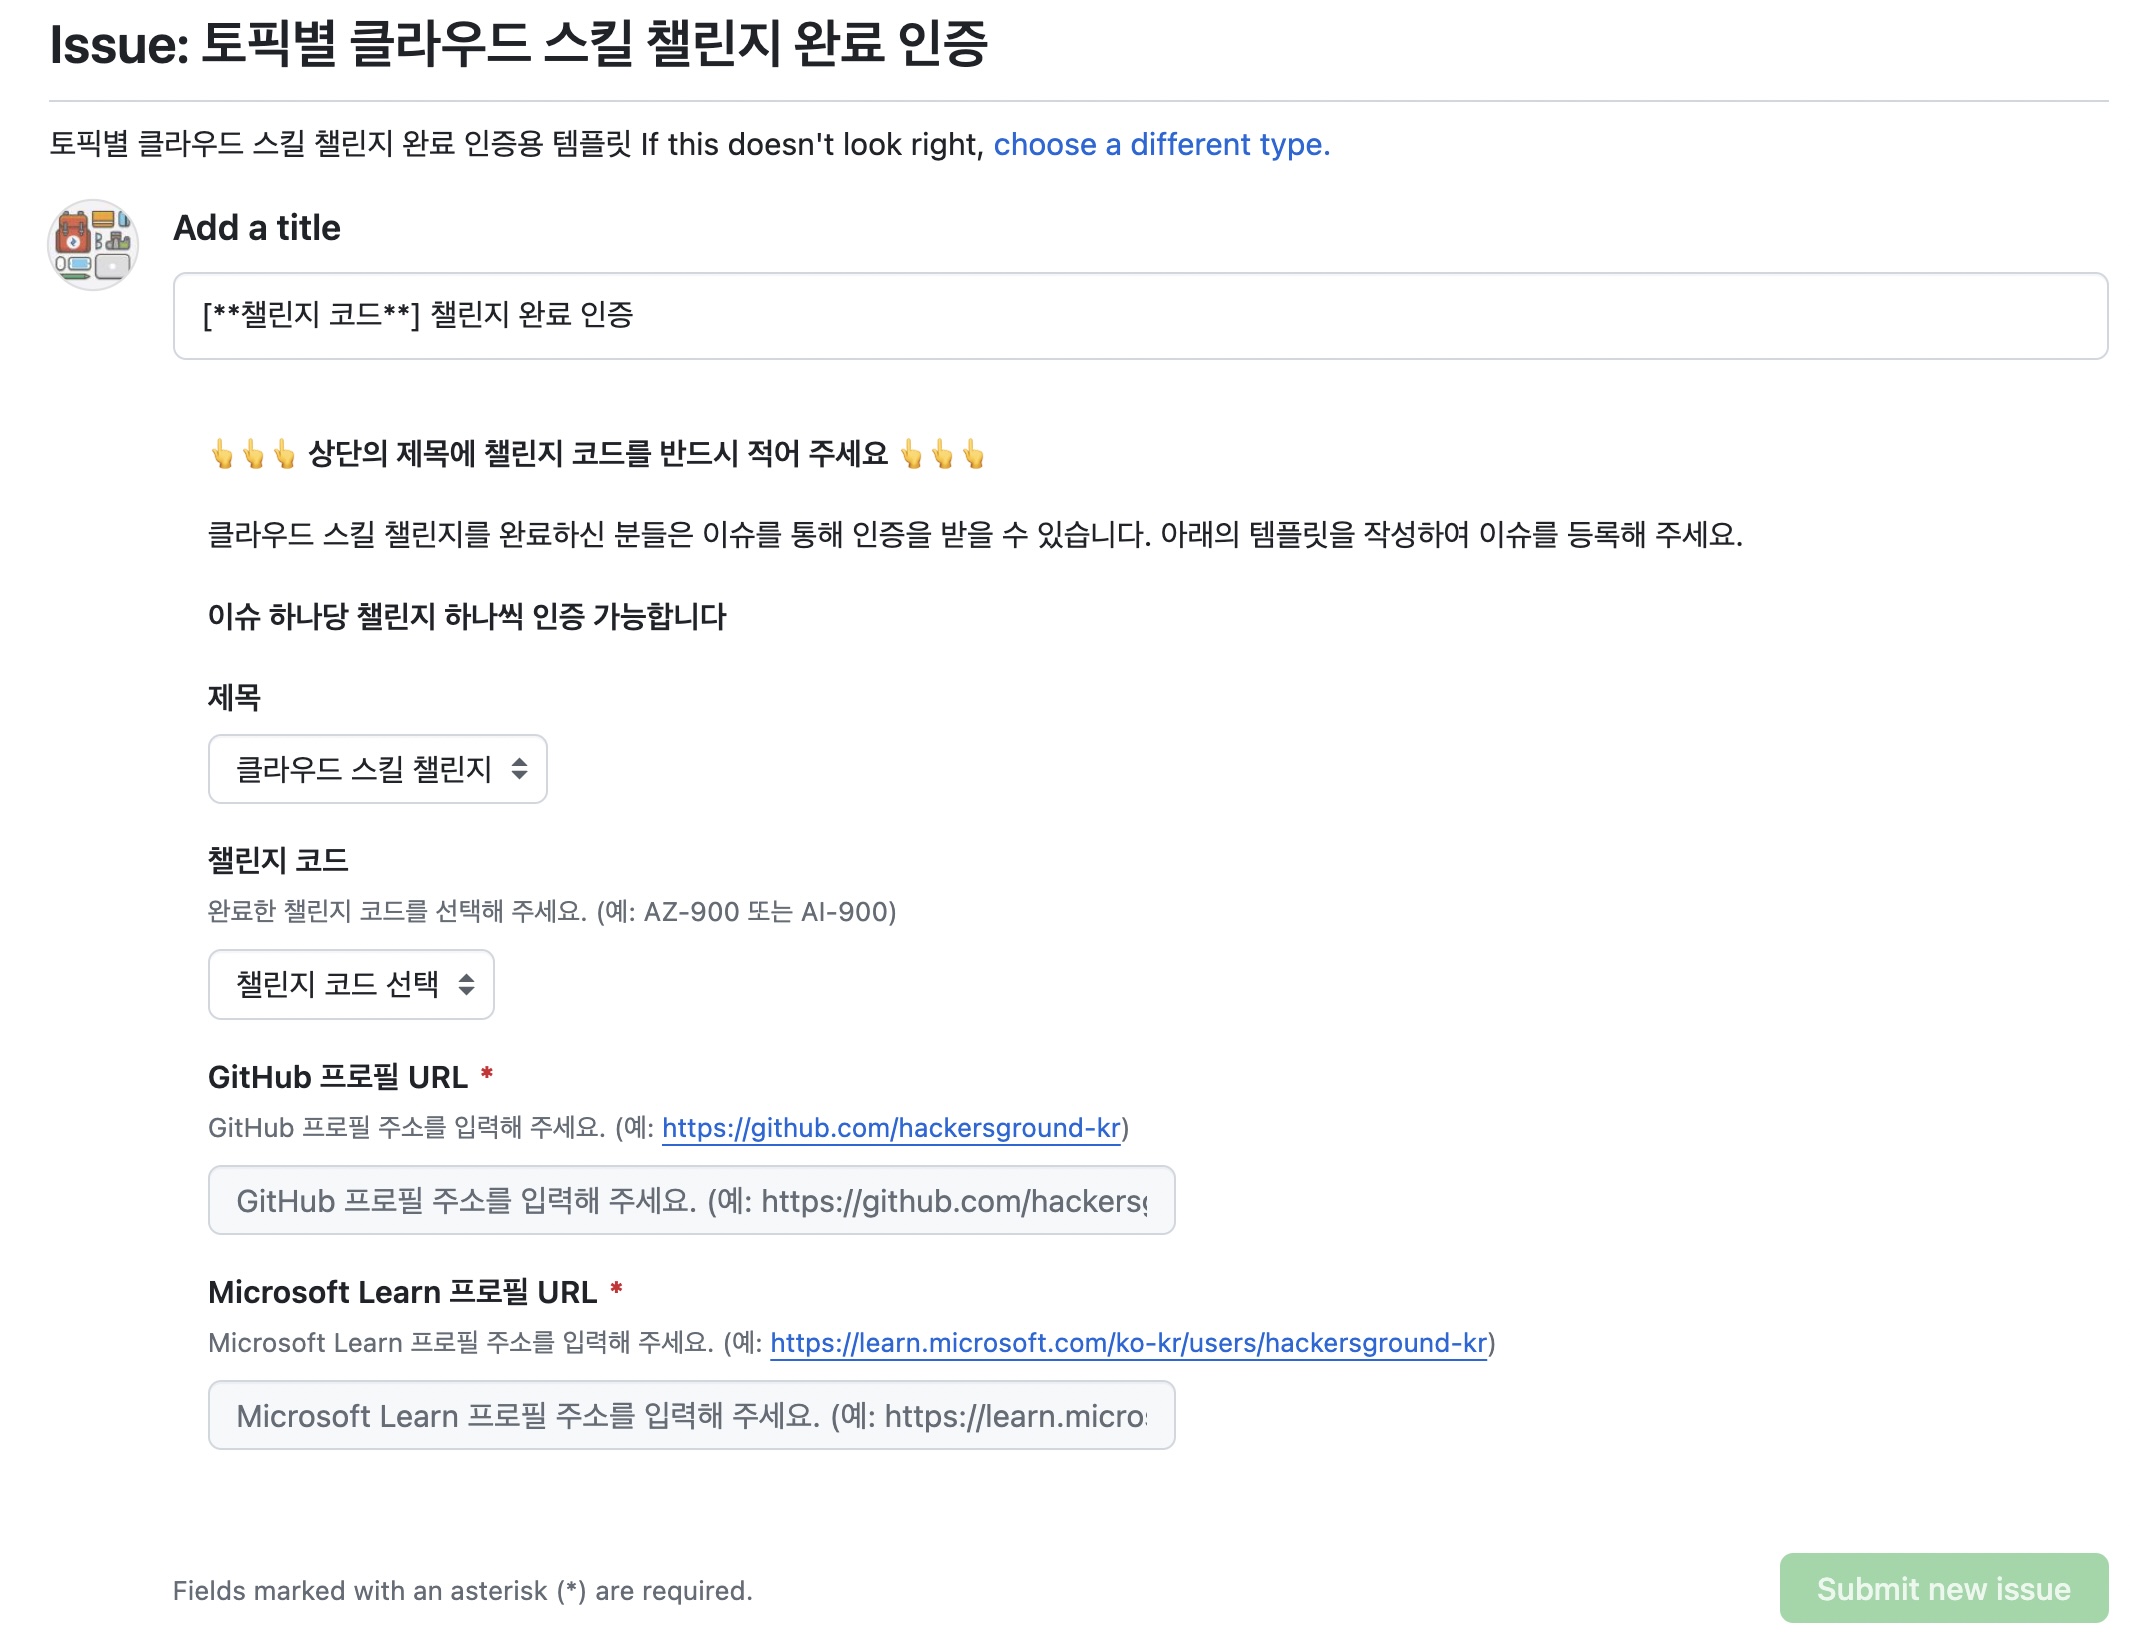 Issue: 토픽별 클라우드 스킬 챌린지 완료 인증
토픽별 클라우드 스킬 챌린지 완료 인증용 템플릿 If this doesn't look right, choose a different type.
Add a title
[**챌린지 코드**] 챌린지 완료 인증
👆👆👆 상단의 제목에 챌린지 코드를 반드시 적어 주세요 👆👆👆
클라우드 스킬 챌린지를 완료하신 분들은 이슈를 통해 인증을 받을 수 있습니다. 아래의 템플릿을 작성하여 이슈를 등록해 주세요.
이슈 하나당 챌린지 하나씩 인증 가능합니다
제목
클라우드 스킬 챌린지
챌린지 코드
완료한 챌린지 코드를 선택해 주세요. (예: AZ-900 또는 AI-900)
챌린지 코드 선택
GitHub 프로필 URL *
GitHub 프로필 주소를 입력해 주세요. (예: https://github.com/hackersground-kr)
GitHub 프로필 주소를 입력해 주세요. (예: https://github.com/hackersg
Microsoft Learn 프로필 URL *
Microsoft Learn 프로필 주소를 입력해 주세요. (예: https://learn.microsoft.com/ko-kr/users/hackersground-kr)
Microsoft Learn 프로필 주소를 입력해 주세요. (예: https://learn.micros
Fields marked with an asterisk (*) are required.
Submit new issue